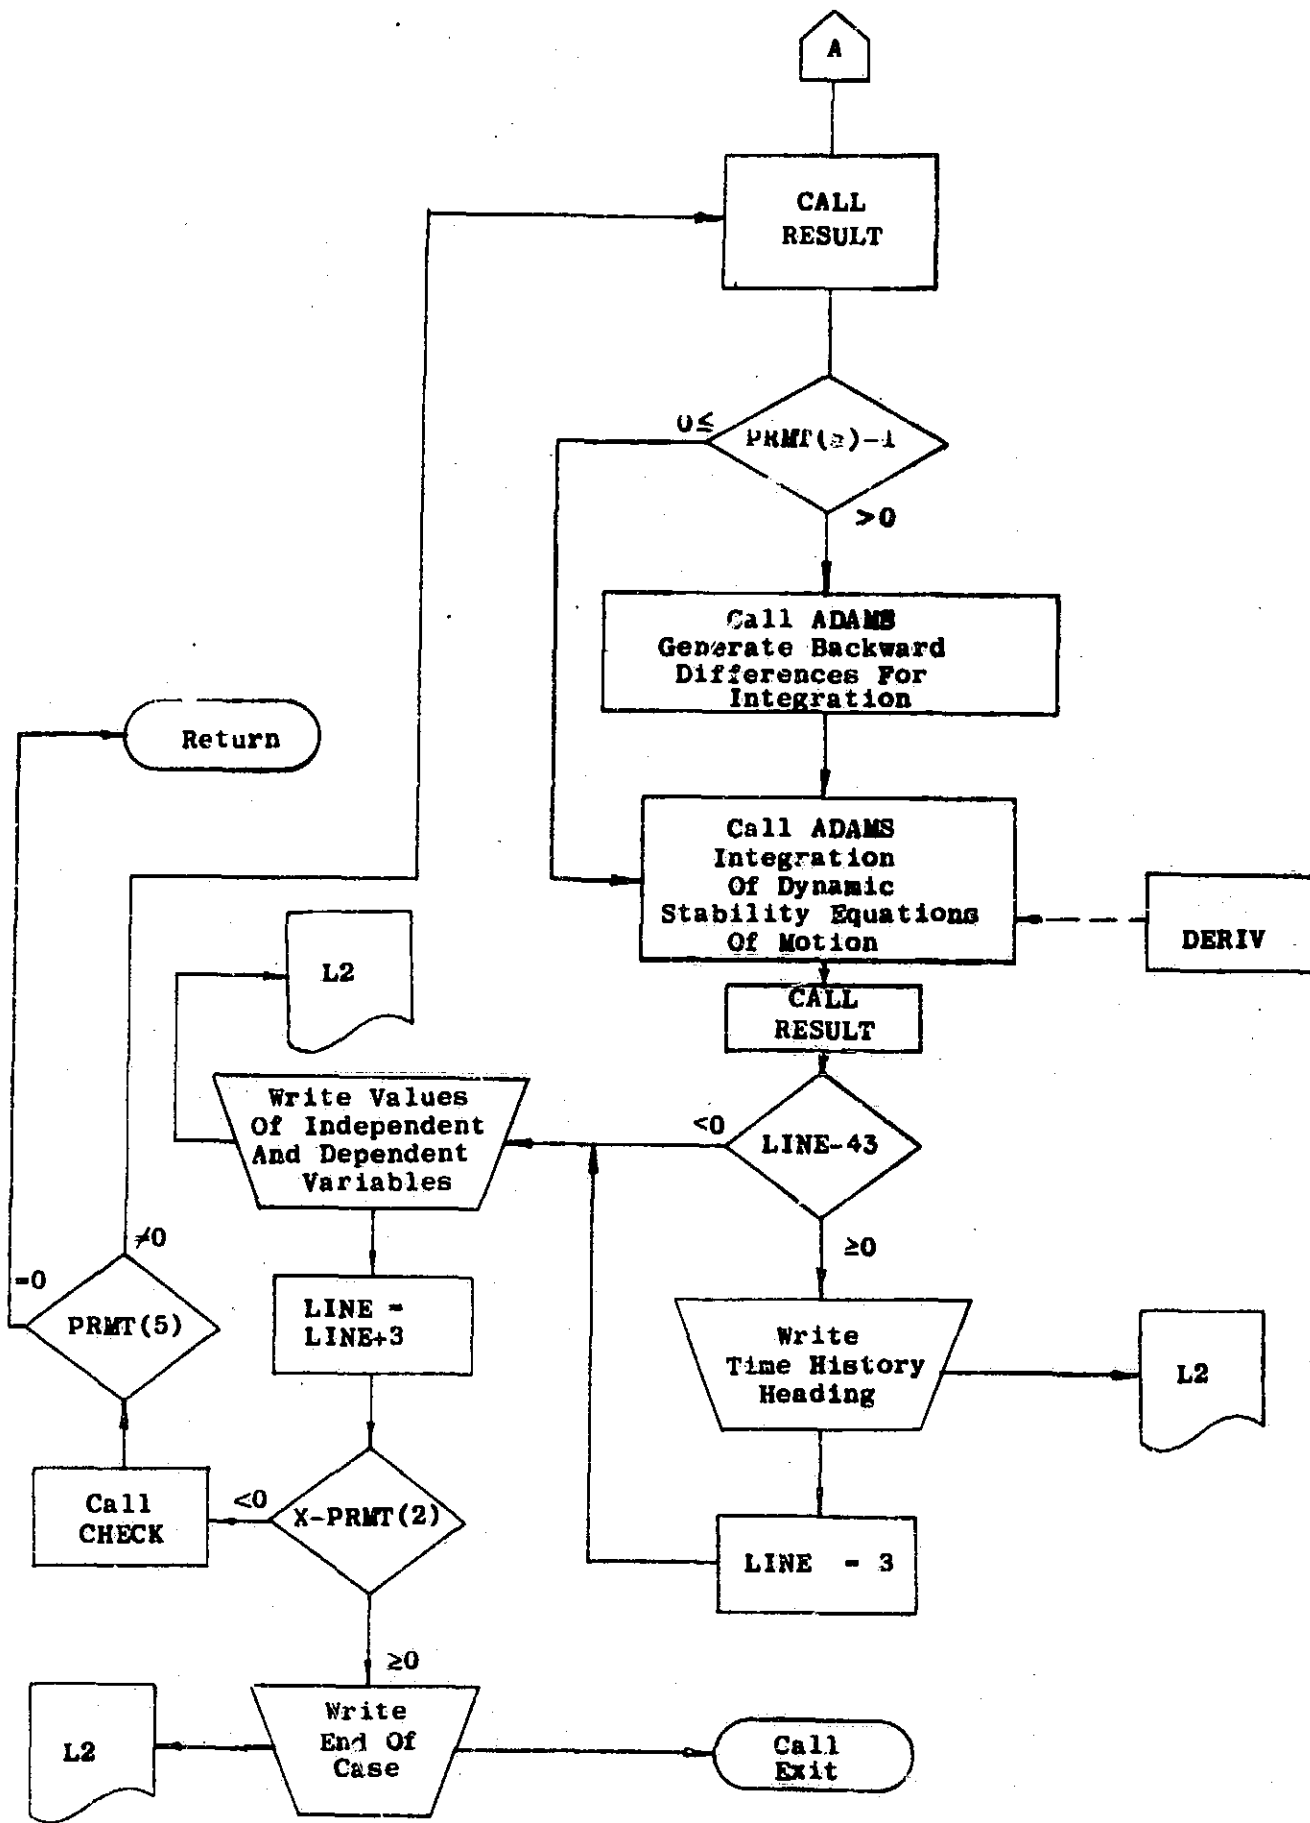 A
CALL
RESULT
0≤
>0
Call ADAMS
Generate Backward
Differences For
Integration
Return
Call ADAMS
Integration
Of Dynamic
Stability Equations
Of Motion
DERIV
L2
CALL
RESULT
Write Values
Of Independent
And Dependent
Variables
<0
LINE-43
≥0
≠0
=0
PRMT(5)
LINE =
LINE+3
Write
Time History
Heading
L2
Call
CHECK
<0
X-PRMT(2)
LINE = 3
≥0
L2
Write
End Of
Case
Call
Exit